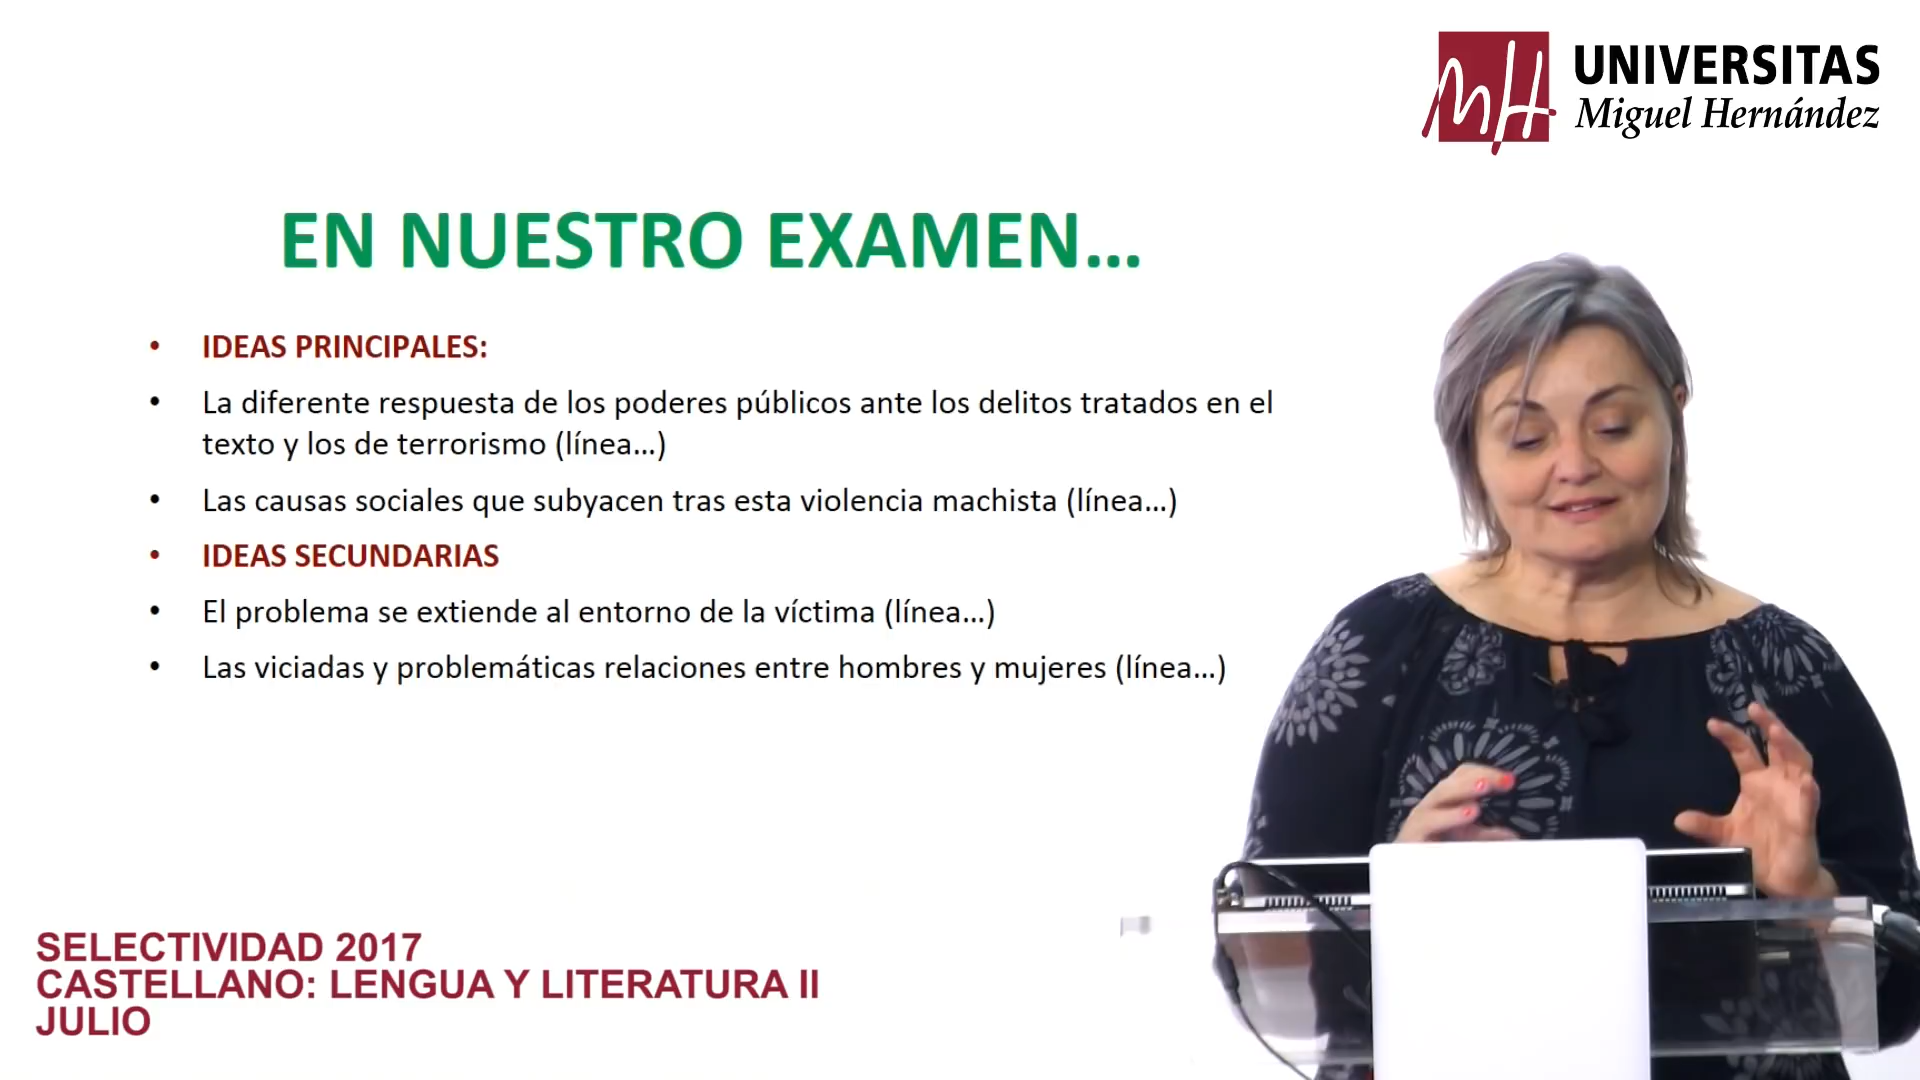 UNIVERSITAS
Miguel Hernández
EN NUESTRO EXAMEN...
• IDEAS PRINCIPALES:
• La diferente respuesta de los poderes públicos ante los delitos tratados en el
texto y los de terrorismo (línea...)
• Las causas sociales que subyacen tras esta violencia machista (línea...)
• IDEAS SECUNDARIAS
• El problema se extiende al entorno de la víctima (línea...)
• Las viciadas y problemáticas relaciones entre hombres y mujeres (línea...)
SELECTIVIDAD 2017
CASTELLANO: LENGUA Y LITERATURA II
JULIO